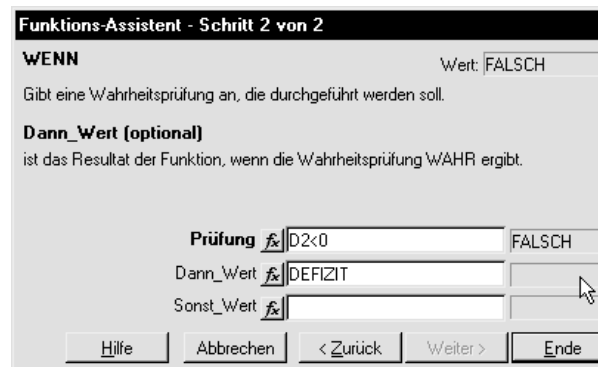 Funktions-Assistent - Schritt 2 von 2
WENN Wert: FALSCH
Gibt eine Wahrheitsprüfung an, die durchgeführt werden soll.
Dann_Wert (optional)
ist das Resultat der Funktion, wenn die Wahrheitsprüfung WAHR ergibt.
Prüfung fx D2<0 FALSCH
Dann_Wert fx DEFIZIT
Sonst_Wert fx
Hilfe Abbrechen < Zurück Weiter > Ende